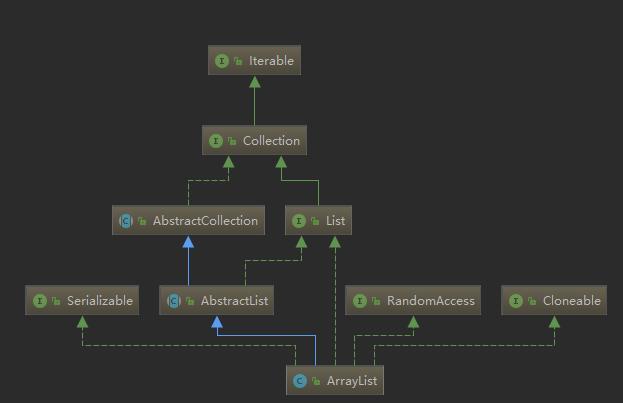 I Iterable
I Collection
C AbstractCollection
I List
I Serializable
C AbstractList
I RandomAccess
I Cloneable
C ArrayList